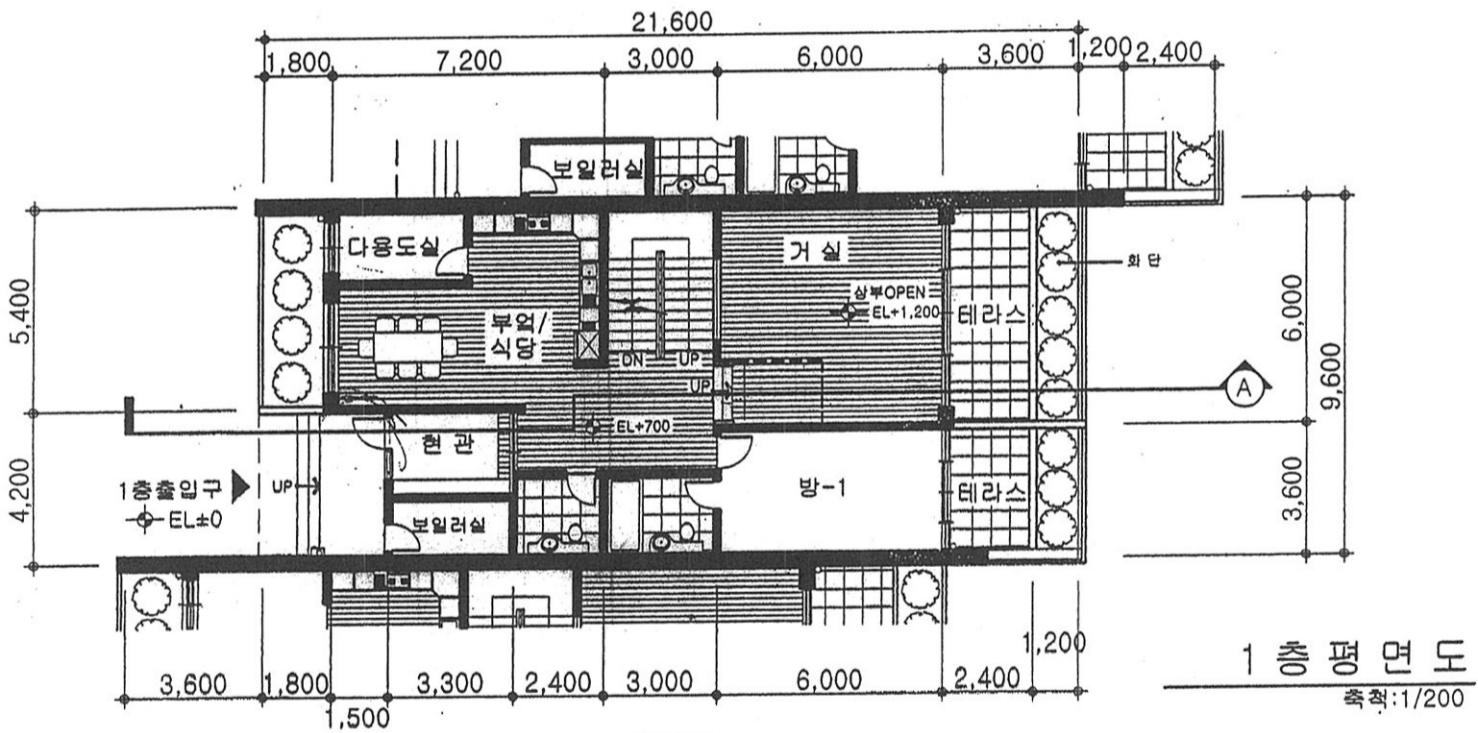 21,600
1,800 7,200 3,000 6,000 3,600 1,200 2,400
보일러실
다용도실
거 실
화 단
상부OPEN
EL+1,200
테라스
부엌/
식당
DN UP
UP
A
EL+700
현 관
1층출입구
UP
EL±0
방-1
테라스
보일러실
5,400
4,200
6,000
3,600
9,600
1,200
3,600 1,800 3,300 2,400 3,000 6,000 2,400
1,500
1 층 평 면 도
축척:1/200